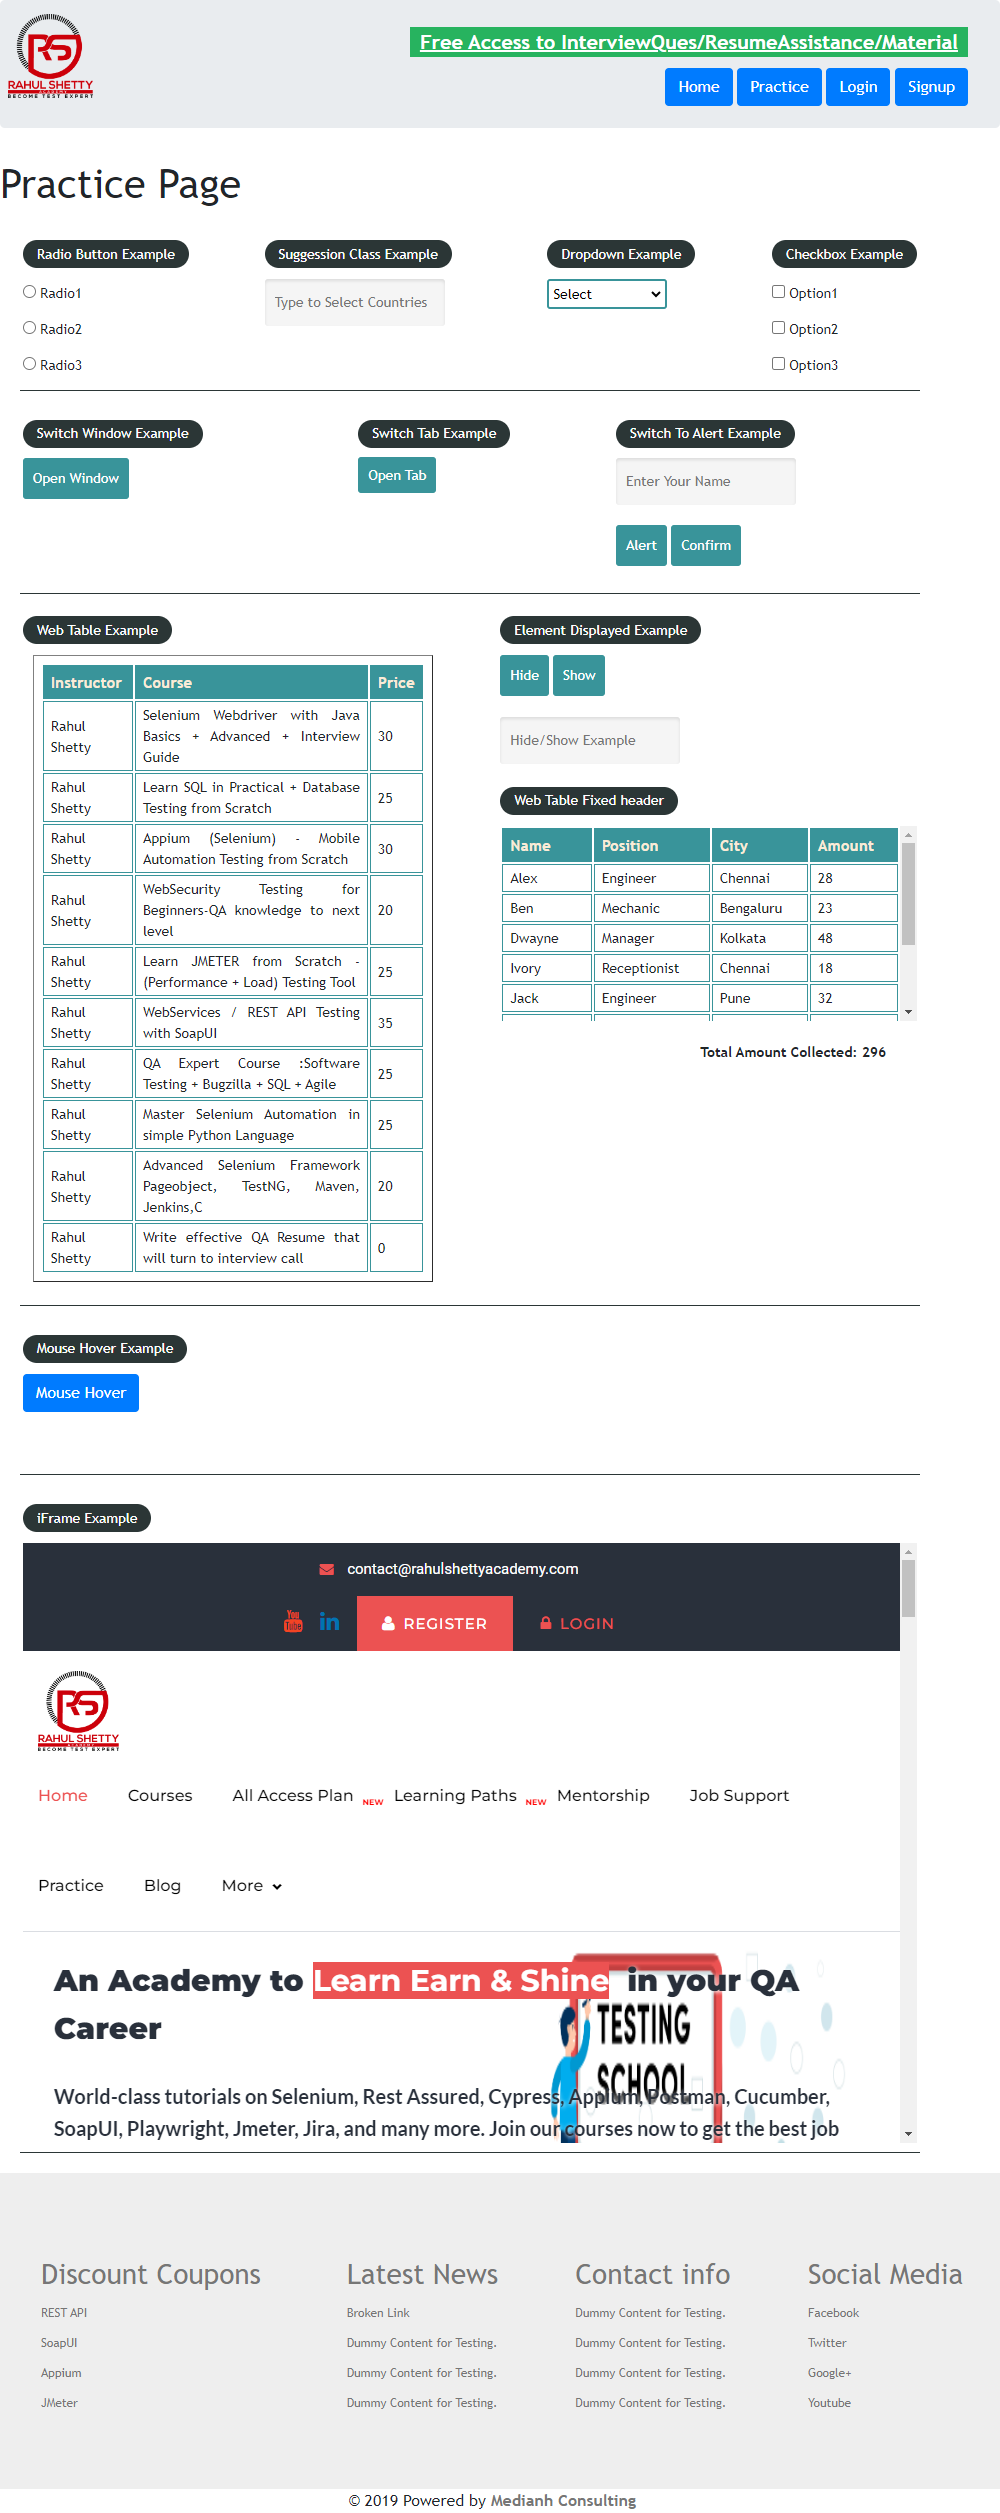 RS
RAHUL SHETTY
ACADEMY
BECOME TEST EXPERT
Free Access to InterviewQues/ResumeAssistance/Material
Home Practice Login Signup
Practice Page
Radio Button Example
Radio1
Radio2
Radio3
Suggession Class Example
Type to Select Countries
Dropdown Example
Select
Checkbox Example
Option1
Option2
Option3
Switch Window Example
Open Window
Switch Tab Example
Open Tab
Switch To Alert Example
Enter Your Name
Alert Confirm
Web Table Example
Instructor Course Price
Rahul Shetty Selenium Webdriver with Java Basics + Advanced + Interview Guide 30
Rahul Shetty Learn SQL in Practical + Database Testing from Scratch 25
Rahul Shetty Appium (Selenium) - Mobile Automation Testing from Scratch 30
Rahul Shetty WebSecurity Testing for Beginners-QA knowledge to next level 20
Rahul Shetty Learn JMETER from Scratch - (Performance + Load) Testing Tool 25
Rahul Shetty WebServices / REST API Testing with SoapUI 35
Rahul Shetty QA Expert Course :Software Testing + Bugzilla + SQL + Agile 25
Rahul Shetty Master Selenium Automation in simple Python Language 25
Rahul Shetty Advanced Selenium Framework Pageobject, TestNG, Maven, Jenkins,C 20
Rahul Shetty Write effective QA Resume that will turn to interview call 0
Element Displayed Example
Hide Show
Hide/Show Example
Web Table Fixed header
Name Position City Amount
Alex Engineer Chennai 28
Ben Mechanic Bengaluru 23
Dwayne Manager Kolkata 48
Ivory Receptionist Chennai 18
Jack Engineer Pune 32
Total Amount Collected: 296
Mouse Hover Example
Mouse Hover
iFrame Example
contact@rahulshettyacademy.com
You Tube in REGISTER LOGIN
RS
RAHUL SHETTY
ACADEMY
BECOME TEST EXPERT
Home Courses All Access Plan NEW Learning Paths NEW Mentorship Job Support
Practice Blog More
An Academy to Learn Earn & Shine in your QA
Career
TESTING
SCHOOL
World-class tutorials on Selenium, Rest Assured, Cypress, Appium, Postman, Cucumber,
SoapUI, Playwright, Jmeter, Jira, and many more. Join our courses now to get the best job
Discount Coupons
REST API
SoapUI
Appium
JMeter
Latest News
Broken Link
Dummy Content for Testing.
Dummy Content for Testing.
Dummy Content for Testing.
Contact info
Dummy Content for Testing.
Dummy Content for Testing.
Dummy Content for Testing.
Dummy Content for Testing.
Social Media
Facebook
Twitter
Google+
Youtube
© 2019 Powered by Medianh Consulting